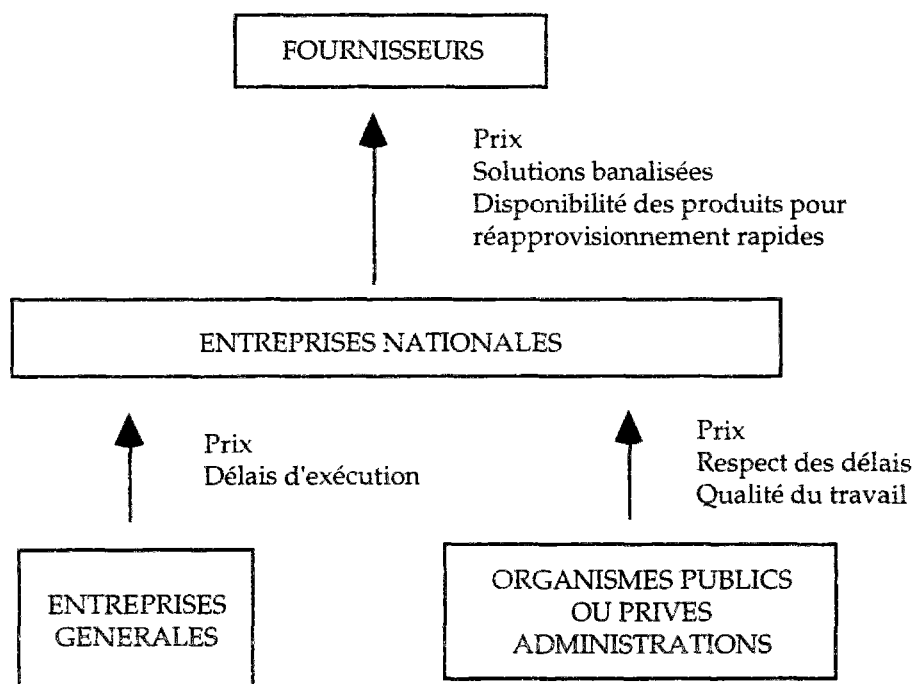 FOURNISSEURS
Prix
Solutions banalisées
Disponibilité des produits pour
réapprovisionnement rapides
ENTREPRISES NATIONALES
Prix
Délais d'exécution
Prix
Respect des délais
Qualité du travail
ENTREPRISES
GENERALES
ORGANISMES PUBLICS
OU PRIVES
ADMINISTRATIONS